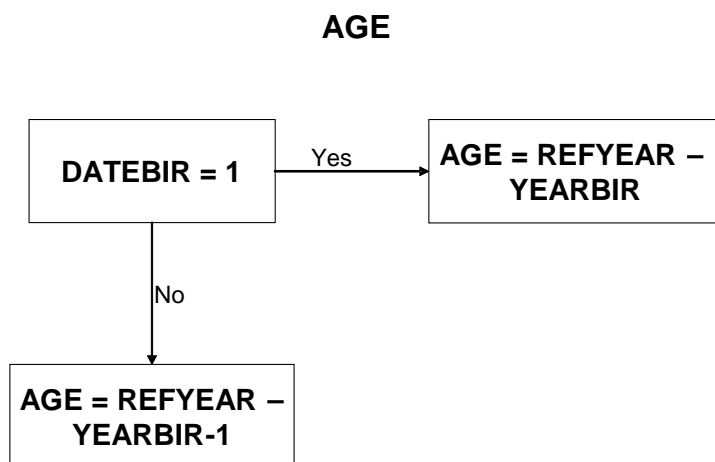 AGE
DATEBIR = 1
Yes
AGE = REFYEAR –
YEARBIR
No
AGE = REFYEAR –
YEARBIR-1